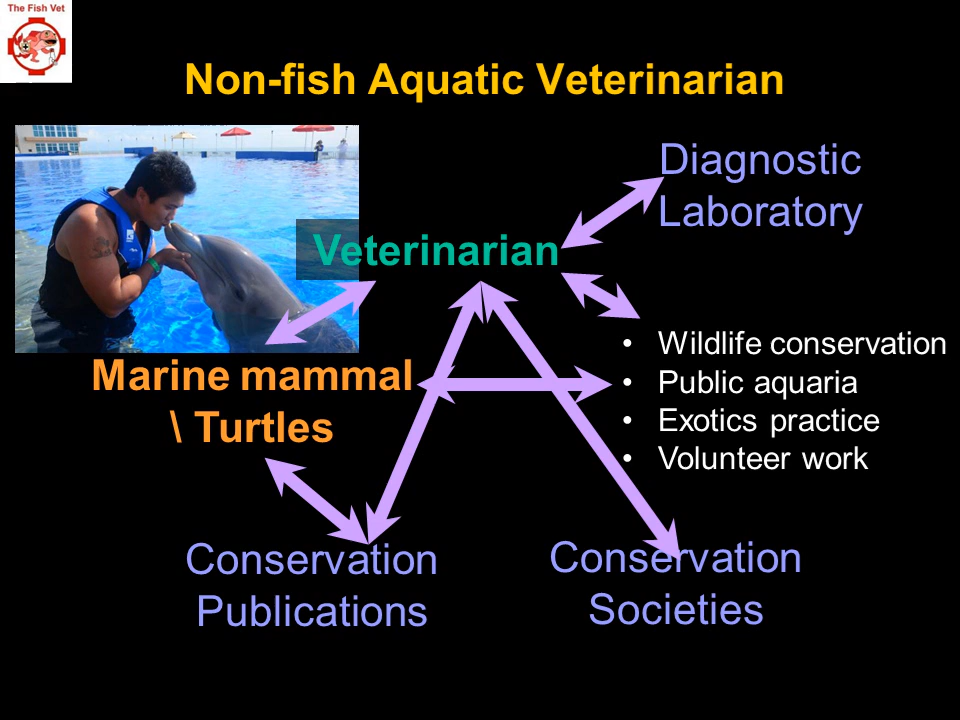 The Fish Vet
Non-fish Aquatic Veterinarian
Diagnostic
Laboratory
Veterinarian
• Wildlife conservation
• Public aquaria
• Exotics practice
• Volunteer work
Marine mammal
\ Turtles
Conservation
Publications
Conservation
Societies